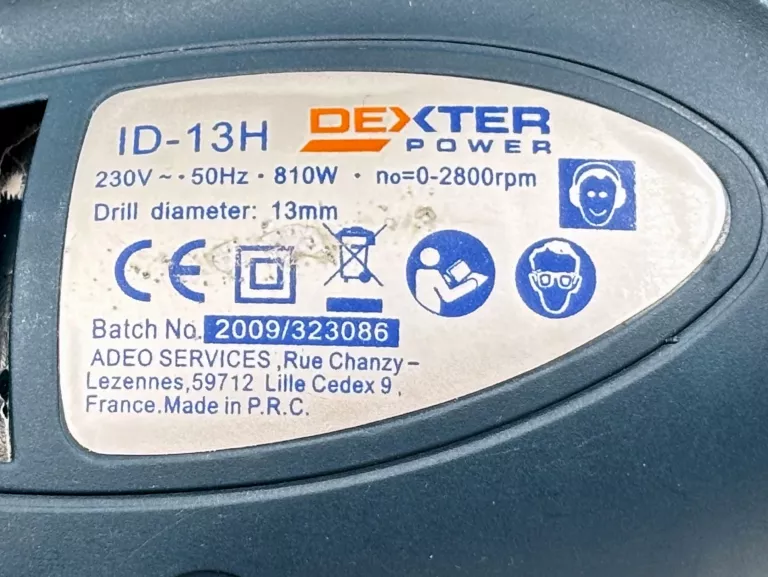 ID-13H DEXTER
POWER
230V ~ · 50Hz · 810W · no=0-2800rpm
Drill diameter: 13mm
CE
Batch No. 2009/323086
ADEO SERVICES ,Rue Chanzy –
Lezennes,59712 Lille Cedex 9 ,
France.Made in P.R.C.